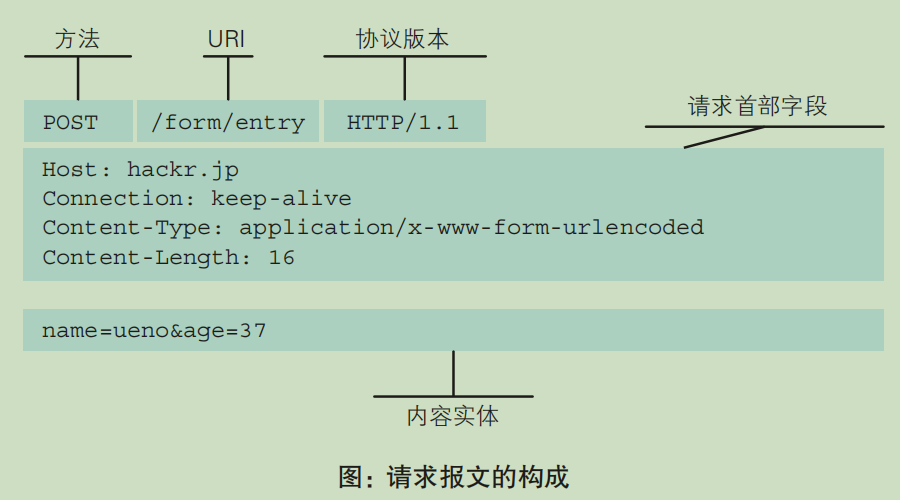 方法 URI 协议版本
POST /form/entry HTTP/1.1
请求首部字段
Host: hackr.jp
Connection: keep-alive
Content-Type: application/x-www-form-urlencoded
Content-Length: 16
name=ueno&age=37
内容实体
图：请求报文的构成